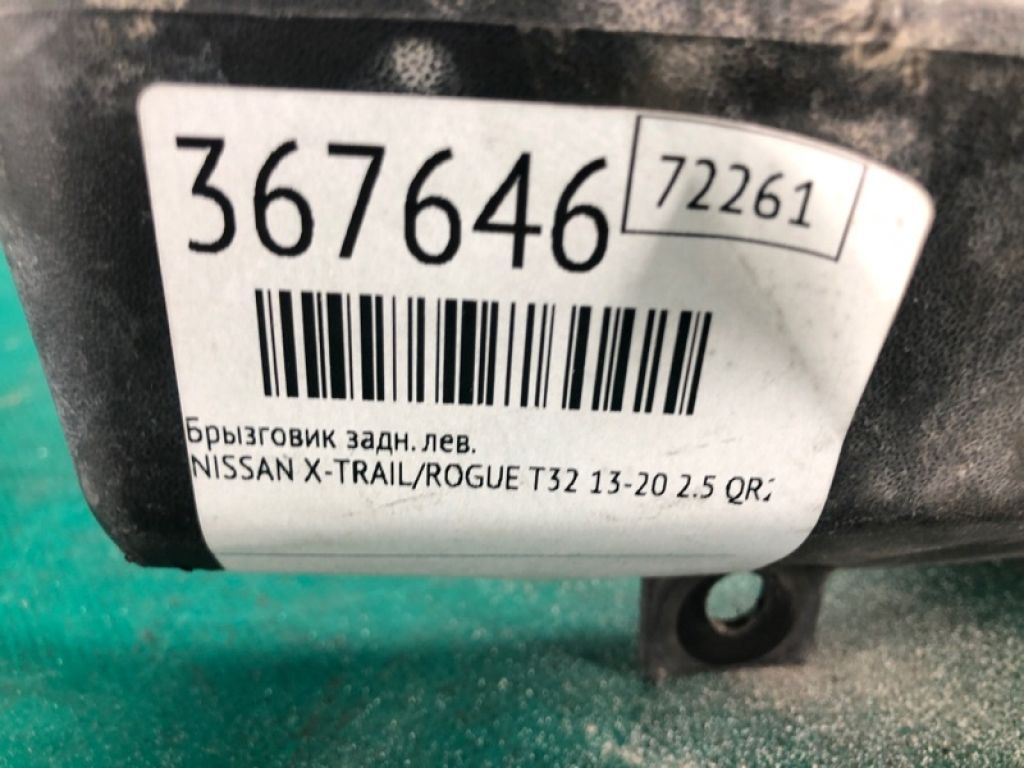 367646
72261
Брызговик задн. лев.
NISSAN X-TRAIL/ROGUE T32 13-20 2.5